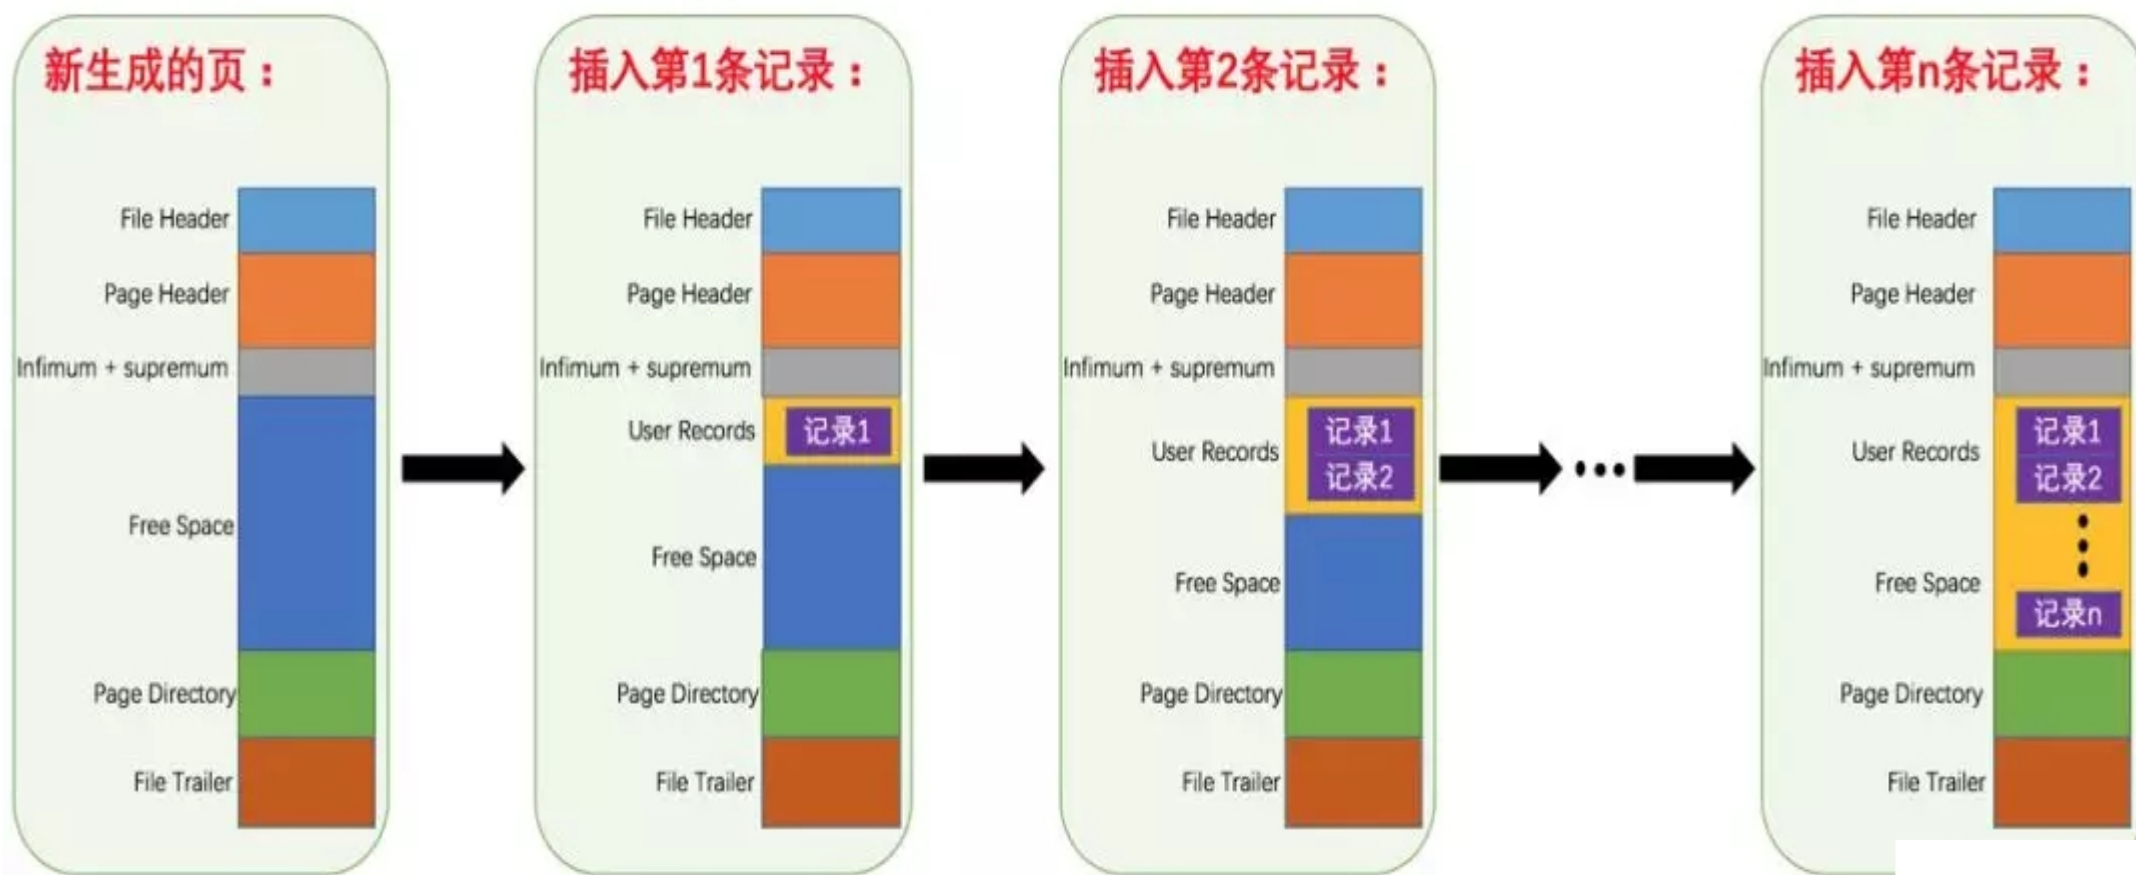 新生成的页：
File Header
Page Header
Infimum + supremum
Free Space
Page Directory
File Trailer
插入第1条记录：
File Header
Page Header
Infimum + supremum
User Records
记录1
Free Space
Page Directory
File Trailer
插入第2条记录：
File Header
Page Header
Infimum + supremum
User Records
记录1
记录2
Free Space
Page Directory
File Trailer
插入第n条记录：
File Header
Page Header
Infimum + supremum
User Records
记录1
记录2
Free Space
记录n
Page Directory
File Trailer